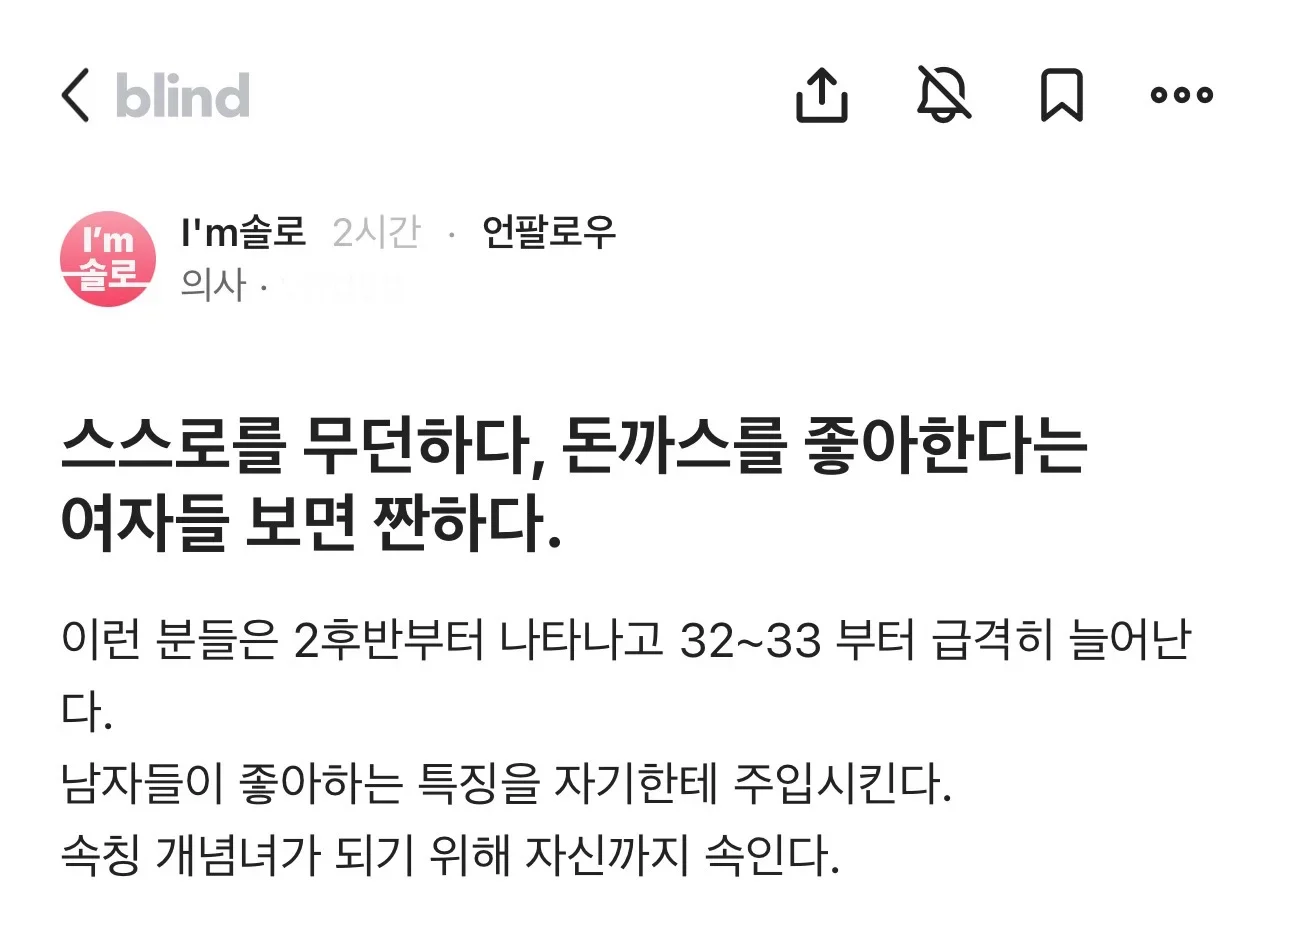 blind
I'm솔로 2시간 · 언팔로우
I'm
솔로
의사 ·
스스로를 무던하다, 돈까스를 좋아한다는
여자들 보면 짠하다.
이런 분들은 2후반부터 나타나고 32~33 부터 급격히 늘어난
다.
남자들이 좋아하는 특징을 자기한테 주입시킨다.
속칭 개념녀가 되기 위해 자신까지 속인다.